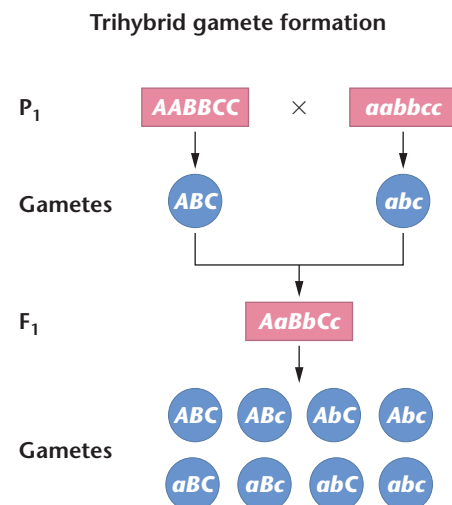 Trihybrid gamete formation
P1 AABBCC × aabbcc
Gametes ABC abc
F1 AaBbCc
ABC ABc AbC Abc
Gametes
aBC aBc abC abc